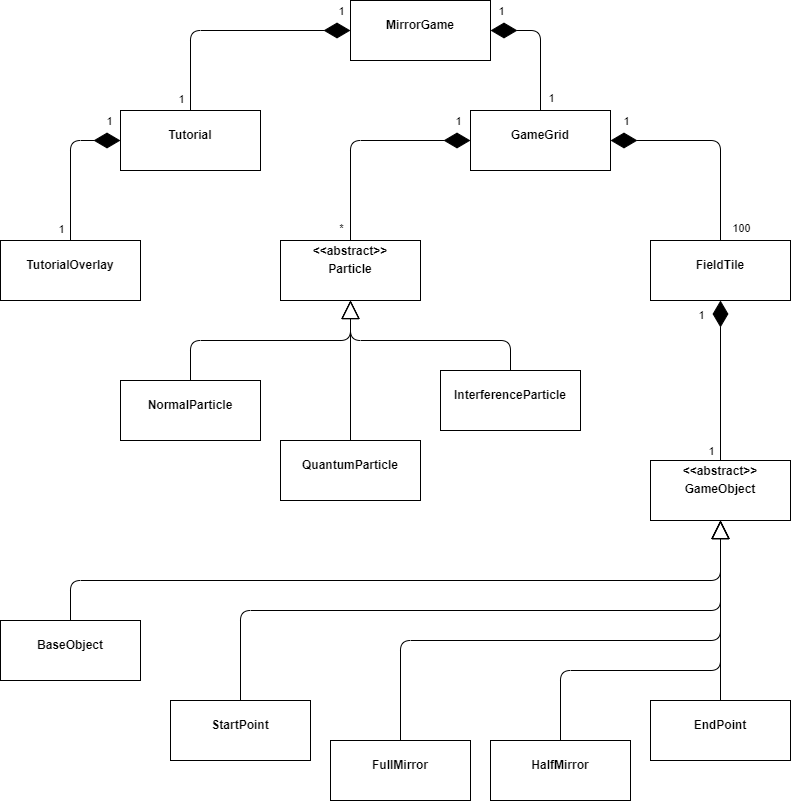 1
MirrorGame
1
1
1
1
Tutorial
1
GameGrid
1
1
*
100
TutorialOverlay
<<abstract>>
Particle
FieldTile
1
NormalParticle
InterferenceParticle
QuantumParticle
1
<<abstract>>
GameObject
BaseObject
StartPoint
EndPoint
FullMirror
HalfMirror